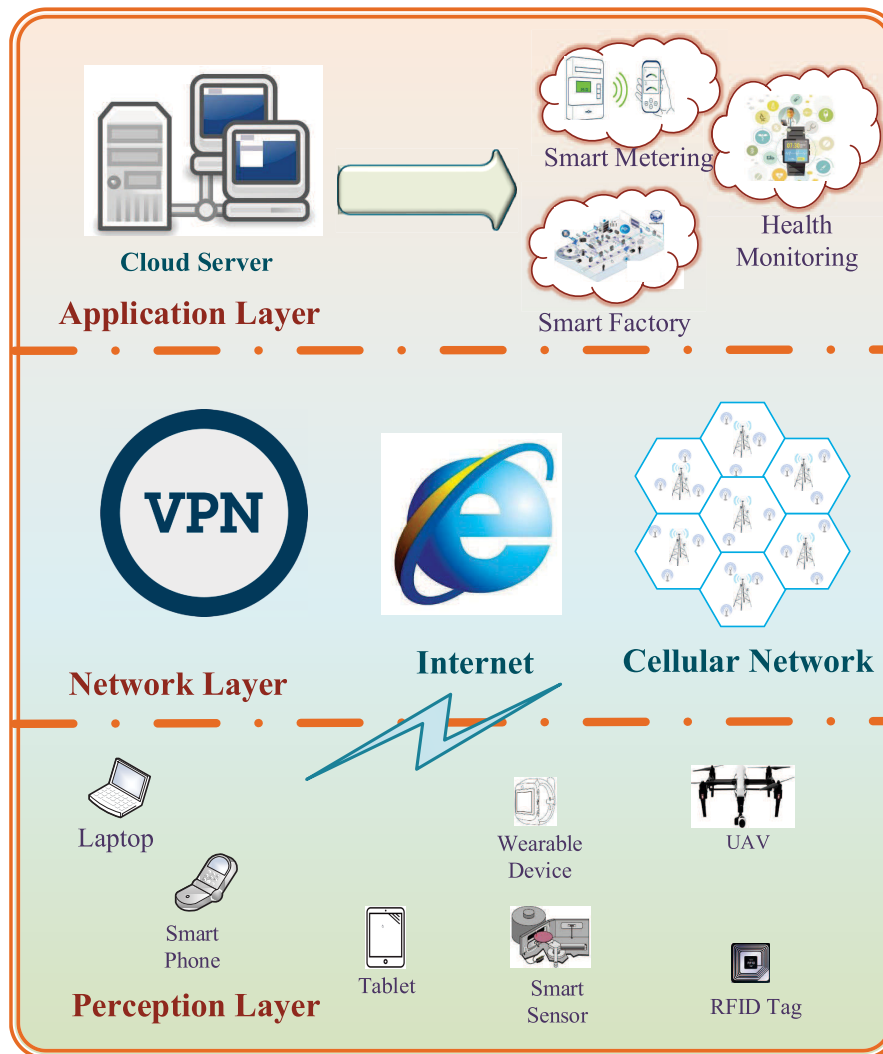 Smart Metering
Health
Monitoring
Cloud Server
Smart Factory
Application Layer
VPN
Internet
Cellular Network
Network Layer
Laptop
Wearable
Device
UAV
Smart
Phone
Tablet
Smart
Sensor
RFID Tag
Perception Layer